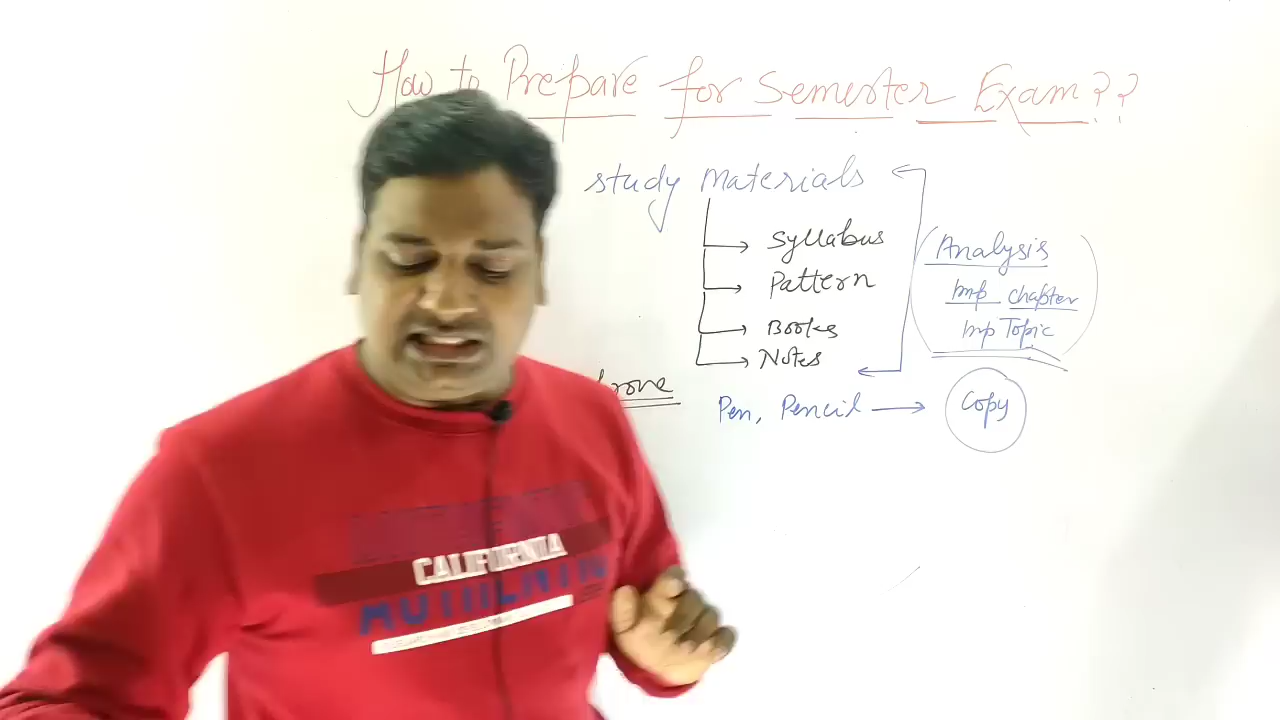 How to Prepare for Semester Exam??
study materials
Syllabus
Pattern
Books
Notes
Analysis
Imp chapter
Imp Topic
Pen, Pencil
Copy
CALIFORNIA